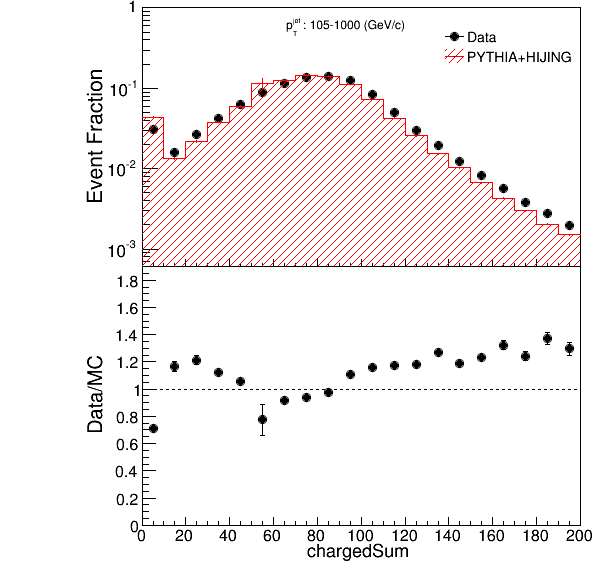 p_T^jet : 105-1000 (GeV/c)
Data
PYTHIA+HIJING
Event Fraction
1
10^-1
10^-2
10^-3
Data/MC
1.8
1.6
1.4
1.2
1
0.8
0.6
0.4
0.2
0
0 20 40 60 80 100 120 140 160 180 200
chargedSum